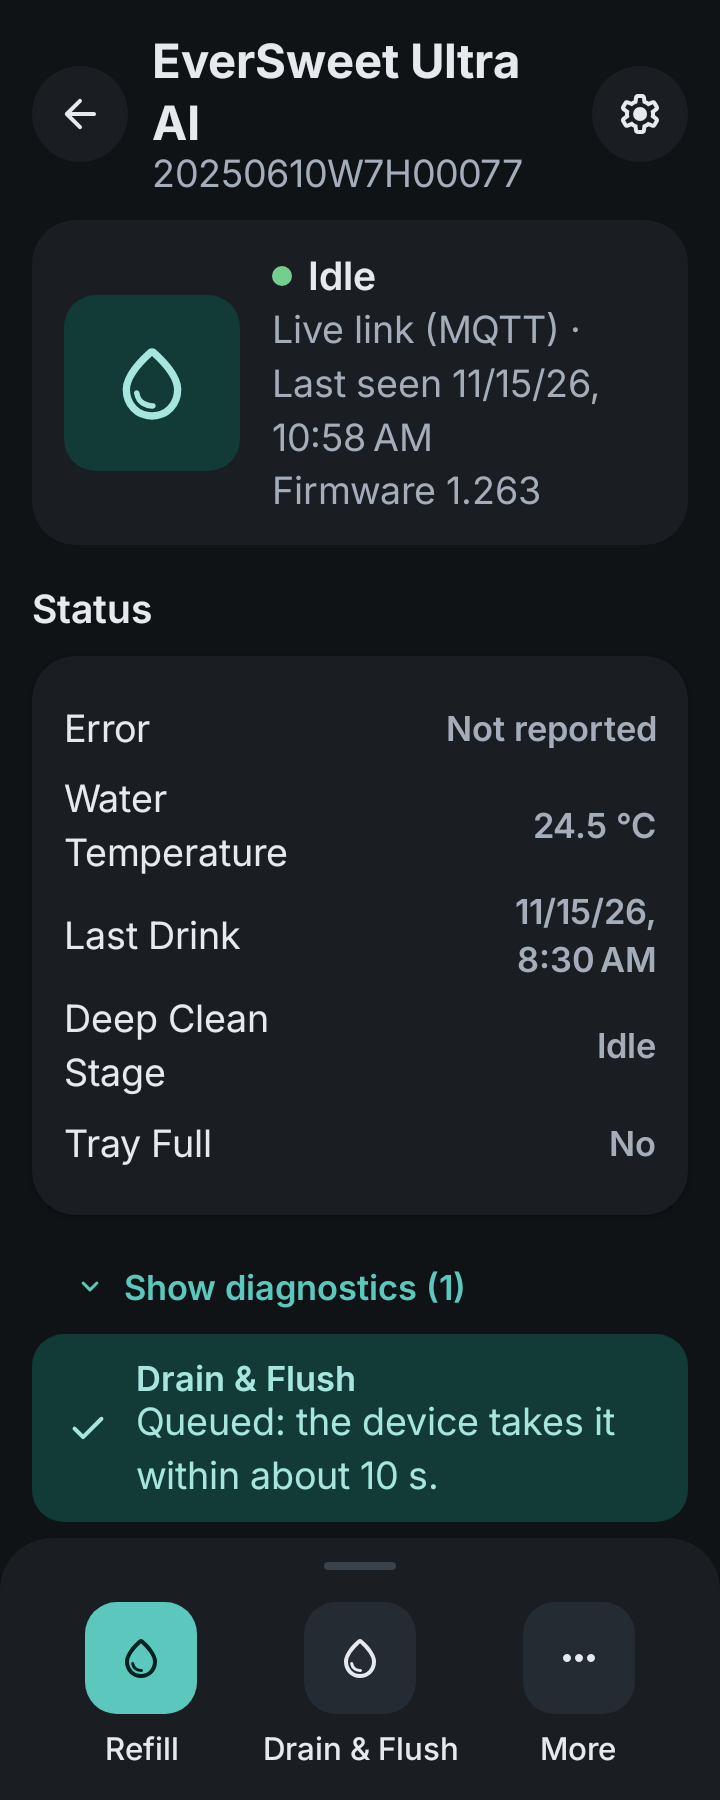 EverSweet Ultra
AI
20250610W7H00077
Idle
Live link (MQTT) ·
Last seen 11/15/26,
10:58 AM
Firmware 1.263
Status
Error
Not reported
Water
Temperature
24.5 °C
Last Drink
11/15/26,
8:30 AM
Deep Clean
Stage
Idle
Tray Full
No
Show diagnostics (1)
Drain & Flush
Queued: the device takes it
within about 10 s.
Refill
Drain & Flush
More